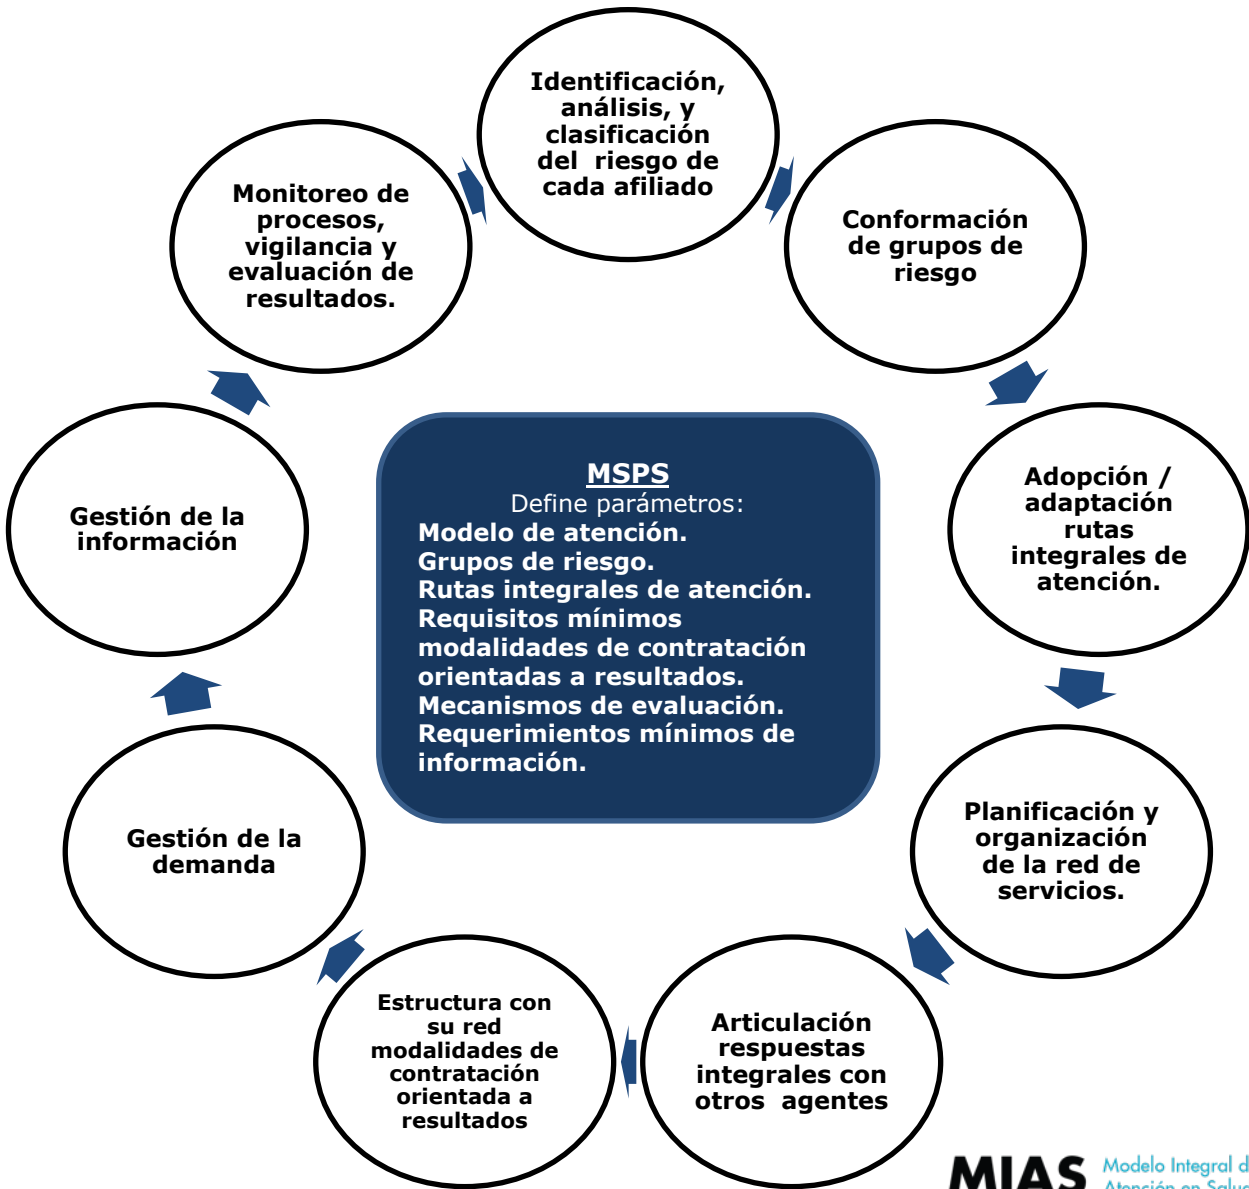 Identificación,
análisis, y
clasificación
del riesgo de
cada afiliado
Conformación
de grupos de
riesgo
Adopción /
adaptación
rutas
integrales de
atención.
Planificación y
organización
de la red de
servicios.
Articulación
respuestas
integrales con
otros agentes
Estructura con
su red
modalidades de
contratación
orientada a
resultados
Gestión de la
demanda
Gestión de la
información
Monitoreo de
procesos,
vigilancia y
evaluación de
resultados.
MSPS
Define parámetros:
Modelo de atención.
Grupos de riesgo.
Rutas integrales de atención.
Requisitos mínimos
modalidades de contratación
orientadas a resultados.
Mecanismos de evaluación.
Requerimientos mínimos de
información.
MIAS
Modelo Integral d
Atención en Salu